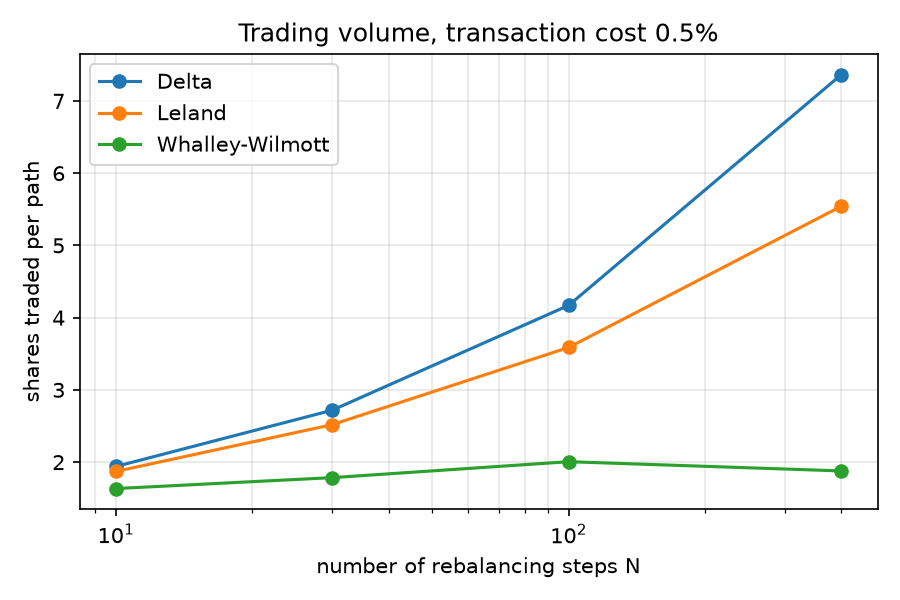 Trading volume, transaction cost 0.5%
Delta
Leland
Whalley-Wilmott
shares traded per path
7
6
5
4
3
2
10¹
10²
number of rebalancing steps N